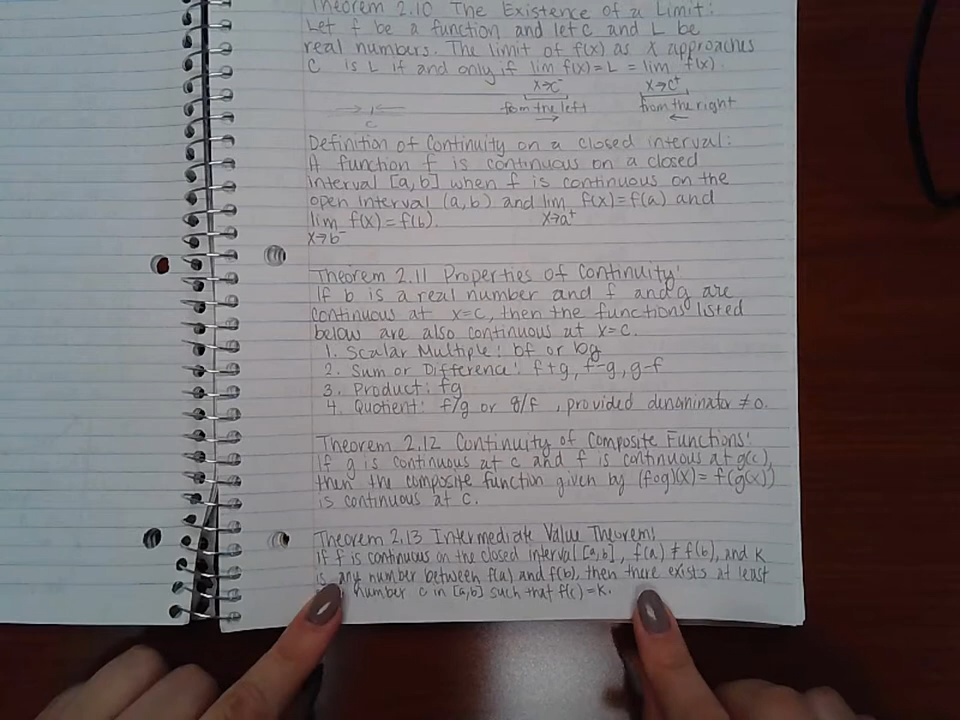 Theorem 2.10 The Existence of a Limit:
Let f be a function and let c and L be
real numbers. The limit of f(x) as x approaches
c is L if and only if lim f(x) = L = lim f(x)
x→c⁻ x→c⁺
from the left from the right
→ ←
→ | ←
c
Definition of Continuity on a closed interval:
A function f is continuous on a closed
interval [a,b] when f is continuous on the
open interval (a,b) and lim f(x) = f(a) and
x→a⁺
lim f(x) = f(b).
x→b⁻
Theorem 2.11 Properties of Continuity:
If b is a real number and f and g are
continuous at x=c, then the functions listed
below are also continuous at x=c.
1. Scalar Multiple: bf or bg
2. Sum or Difference: f+g, f-g, g-f
3. Product: fg
4. Quotient: f/g or g/f, provided denominator ≠ 0.
Theorem 2.12 Continuity of Composite Functions:
If g is continuous at c and f is continuous at g(c),
then the composite function given by (f∘g)(x) = f(g(x))
is continuous at c.
Theorem 2.13 Intermediate Value Theorem:
If f is continuous on the closed interval [a,b], f(a) ≠ f(b), and k
is any number between f(a) and f(b), then there exists at least
number c in [a,b] such that f(c) = k.